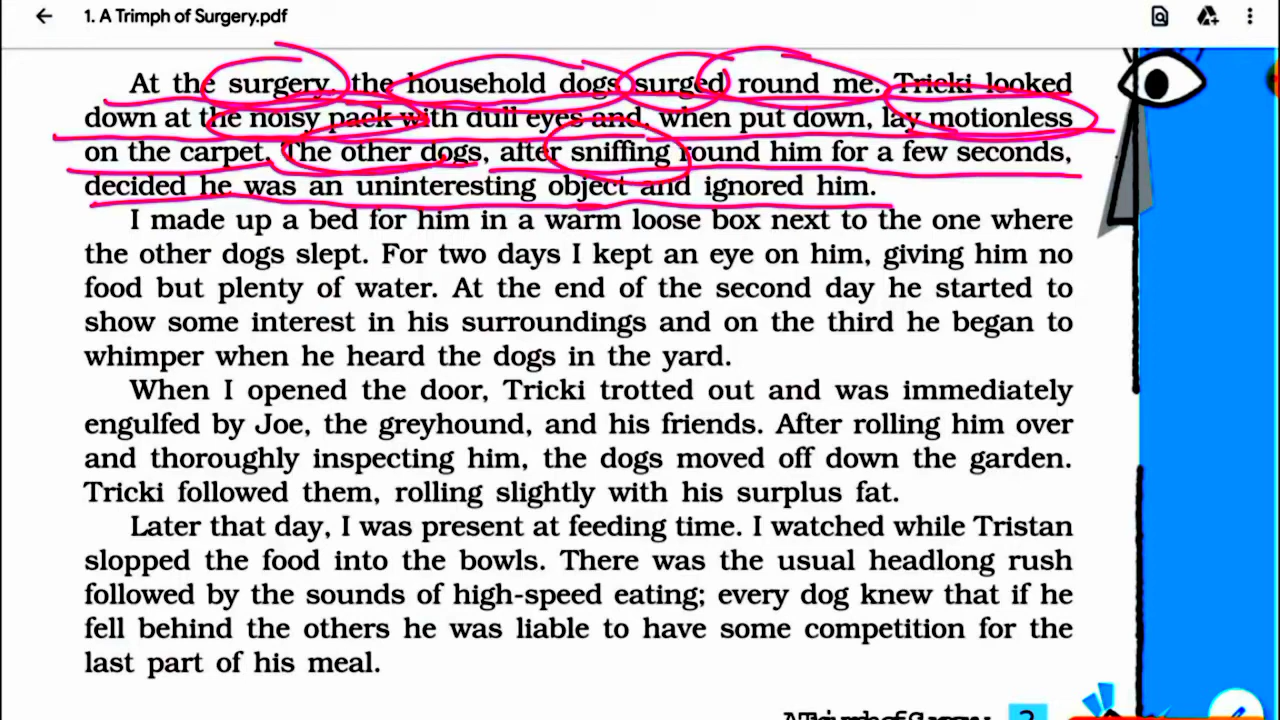 1. A Trimph of Surgery.pdf
At the surgery, the household dogs surged round me. Tricki looked
down at the noisy pack with dull eyes and, when put down, lay motionless
on the carpet. The other dogs, after sniffing round him for a few seconds,
decided he was an uninteresting object and ignored him.
I made up a bed for him in a warm loose box next to the one where
the other dogs slept. For two days I kept an eye on him, giving him no
food but plenty of water. At the end of the second day he started to
show some interest in his surroundings and on the third he began to
whimper when he heard the dogs in the yard.
When I opened the door, Tricki trotted out and was immediately
engulfed by Joe, the greyhound, and his friends. After rolling him over
and thoroughly inspecting him, the dogs moved off down the garden.
Tricki followed them, rolling slightly with his surplus fat.
Later that day, I was present at feeding time. I watched while Tristan
slopped the food into the bowls. There was the usual headlong rush
followed by the sounds of high-speed eating; every dog knew that if he
fell behind the others he was liable to have some competition for the
last part of his meal.